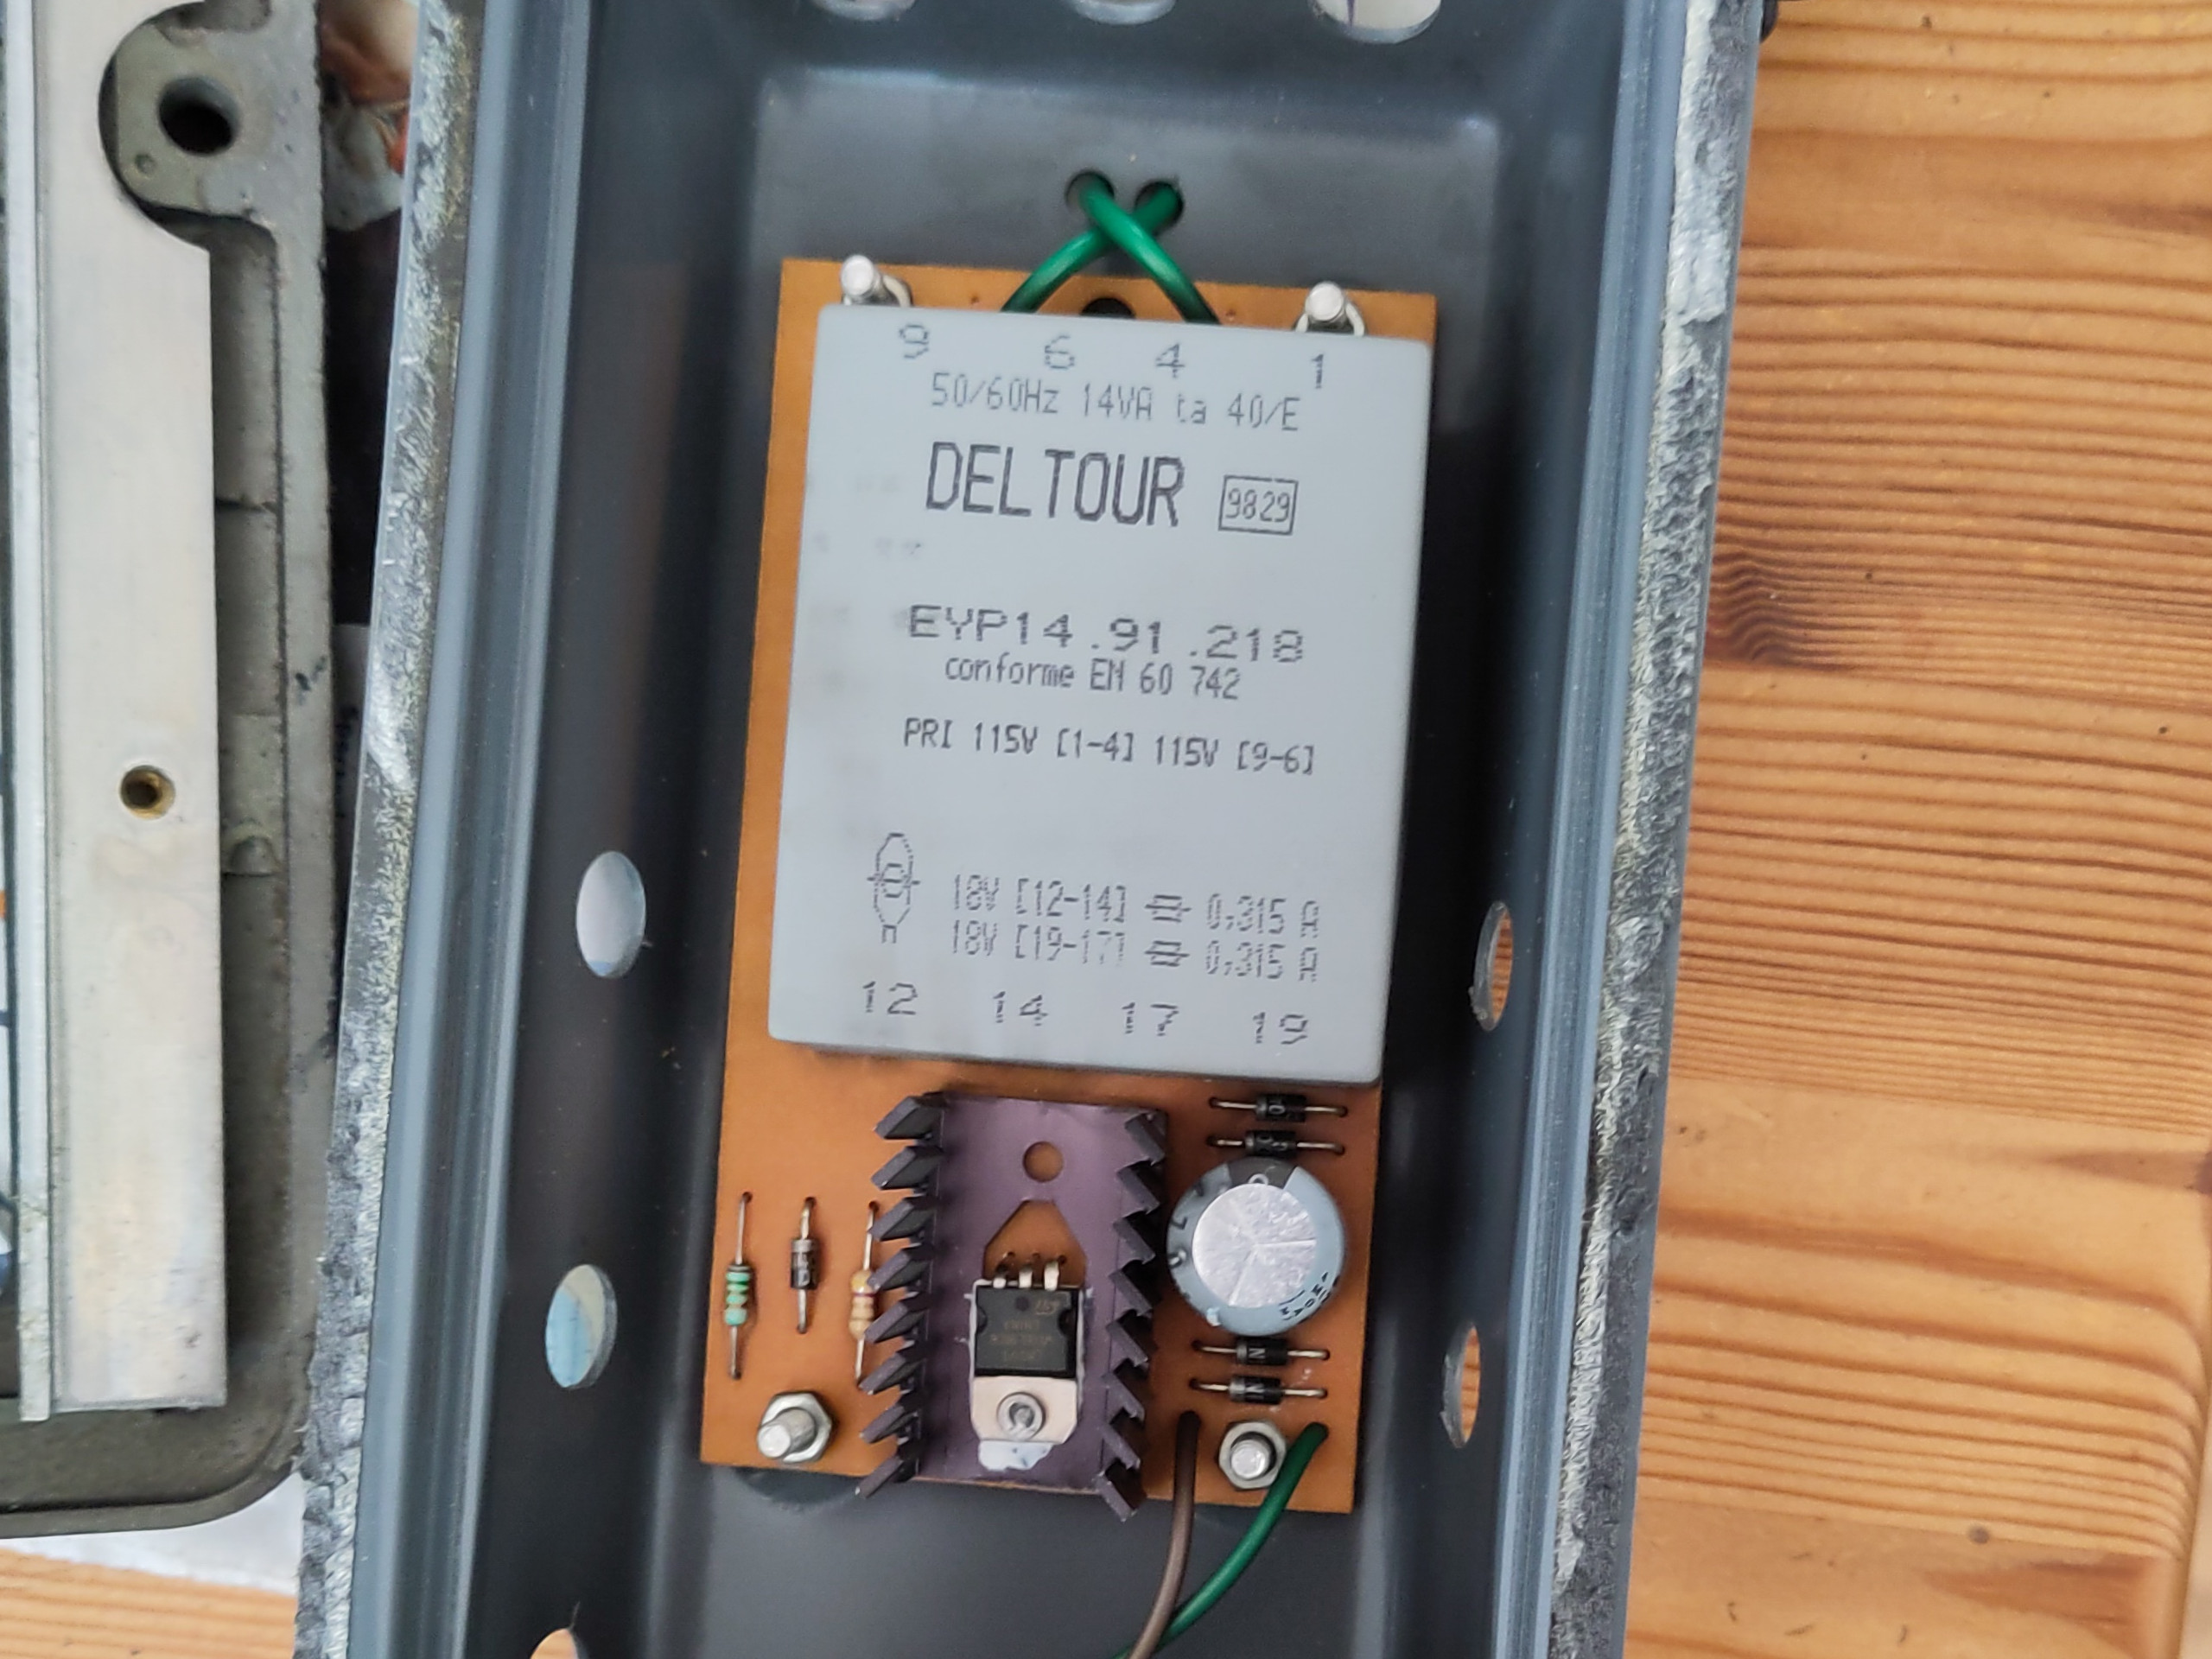 9 6 4 1
50/60Hz 14VA ta 40/E
DELTOUR 9829
EYP14.91.218
conforme EN 60 742
PRI 115V [1-4] 115V [9-6]
18V [12-14] 0,315 A
18V [19-17] 0,315 A
12 14 17 19